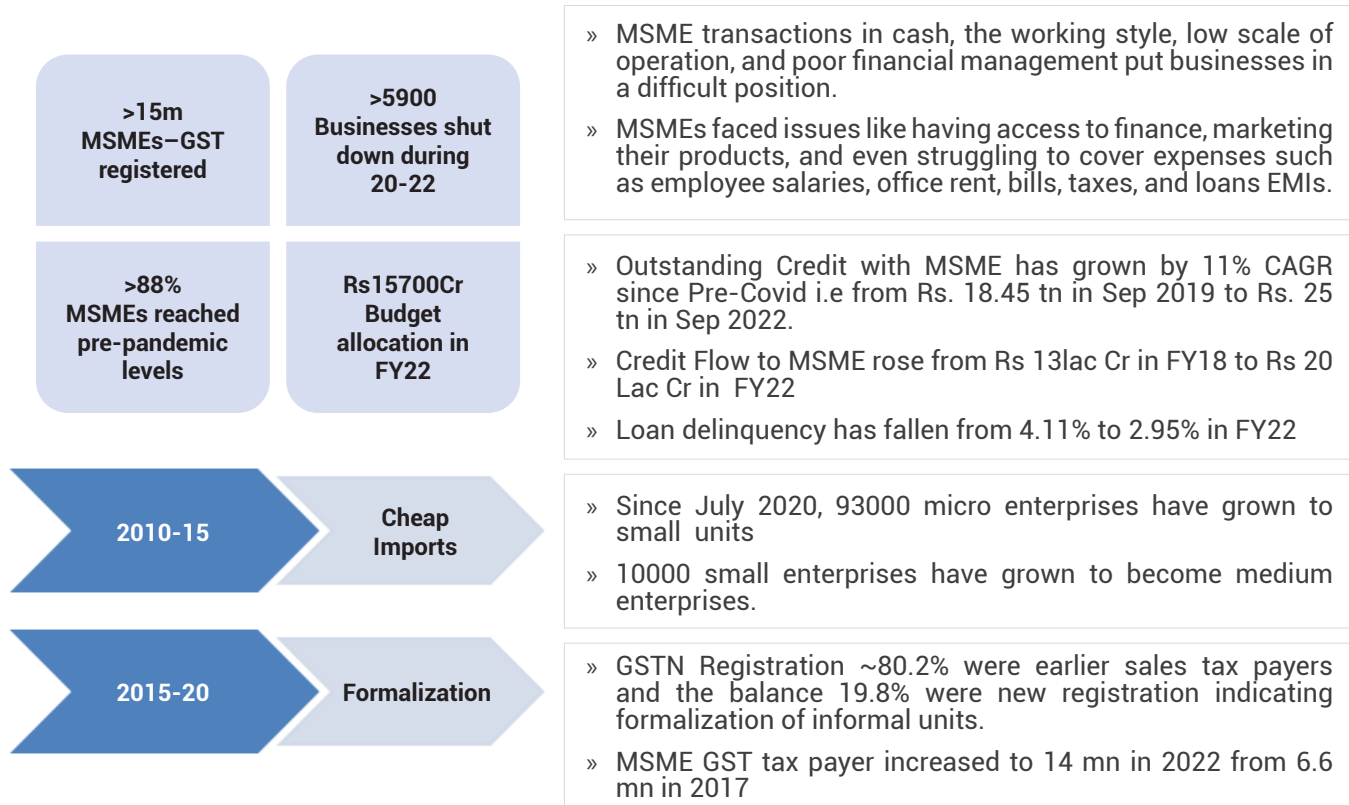 >15m
MSMEs–GST
registered
>5900
Businesses shut
down during
20-22
>88%
MSMEs reached
pre-pandemic
levels
Rs15700Cr
Budget
allocation in
FY22
2010-15
Cheap
Imports
2015-20
Formalization
» MSME transactions in cash, the working style, low scale of
operation, and poor financial management put businesses in
a difficult position.
» MSMEs faced issues like having access to finance, marketing
their products, and even struggling to cover expenses such
as employee salaries, office rent, bills, taxes, and loans EMIs.
» Outstanding Credit with MSME has grown by 11% CAGR
since Pre-Covid i.e from Rs. 18.45 tn in Sep 2019 to Rs. 25
tn in Sep 2022.
» Credit Flow to MSME rose from Rs 13lac Cr in FY18 to Rs 20
Lac Cr in FY22
» Loan delinquency has fallen from 4.11% to 2.95% in FY22
» Since July 2020, 93000 micro enterprises have grown to
small units
» 10000 small enterprises have grown to become medium
enterprises.
» GSTN Registration ~80.2% were earlier sales tax payers
and the balance 19.8% were new registration indicating
formalization of informal units.
» MSME GST tax payer increased to 14 mn in 2022 from 6.6
mn in 2017